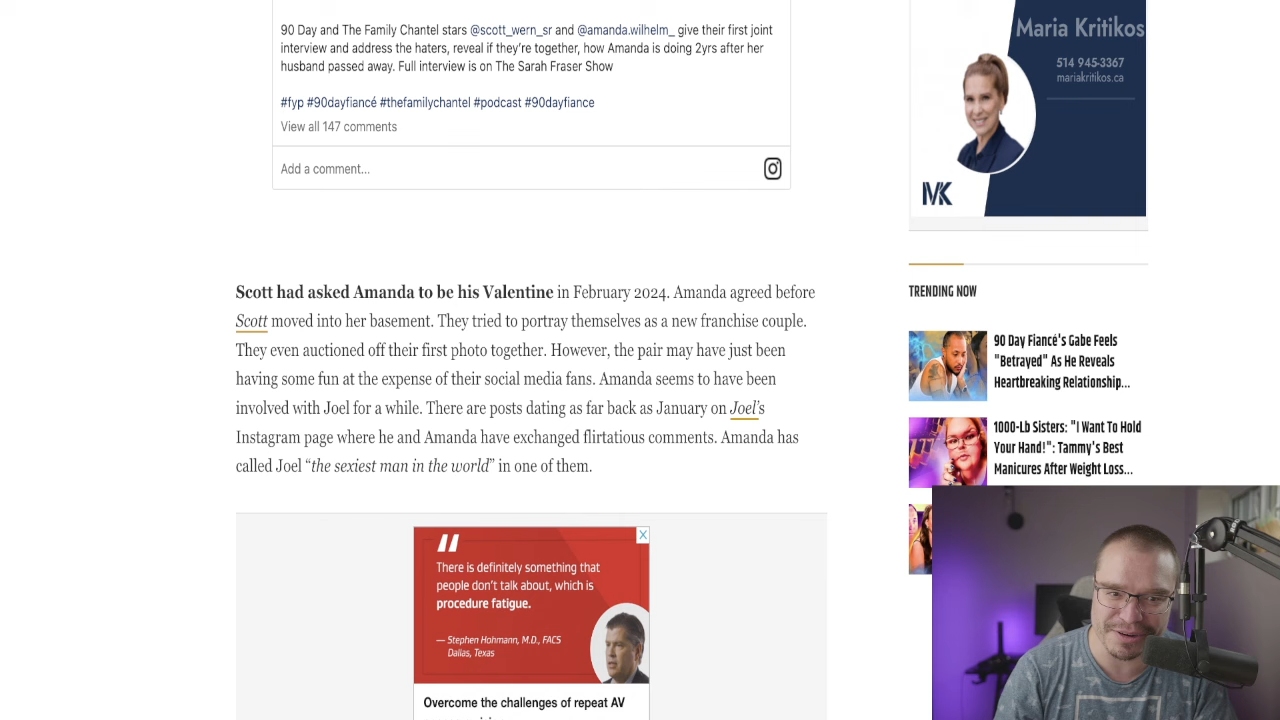 90 Day and The Family Chantel stars @scott_wern_sr and @amanda.wilhelm_ give their first joint
interview and address the haters, reveal if they're together, how Amanda is doing 2yrs after her
husband passed away. Full interview is on The Sarah Fraser Show
#fyp #90dayfiancé #thefamilychantel #podcast #90dayfiance
View all 147 comments
Add a comment...
Scott had asked Amanda to be his Valentine in February 2024. Amanda agreed before
Scott moved into her basement. They tried to portray themselves as a new franchise couple.
They even auctioned off their first photo together. However, the pair may have just been
having some fun at the expense of their social media fans. Amanda seems to have been
involved with Joel for a while. There are posts dating as far back as January on Joel's
Instagram page where he and Amanda have exchanged flirtatious comments. Amanda has
called Joel “the sexiest man in the world” in one of them.
There is definitely something that
people don't talk about, which is
procedure fatigue.
— Stephen Hohmann, M.D., FACS
Dallas, Texas
Overcome the challenges of repeat AV
Maria Kritikos
514 945-3367
mariakritikos.ca
MK
TRENDING NOW
90 Day Fiancé's Gabe Feels
"Betrayed" As He Reveals
Heartbreaking Relationship...
1000-Lb Sisters: "I Want To Hold
Your Hand!": Tammy's Best
Manicures After Weight Loss...